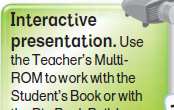 Interactive
presentation. Use
the Teacher's Multi-
ROM to work with the
Student's Book or with